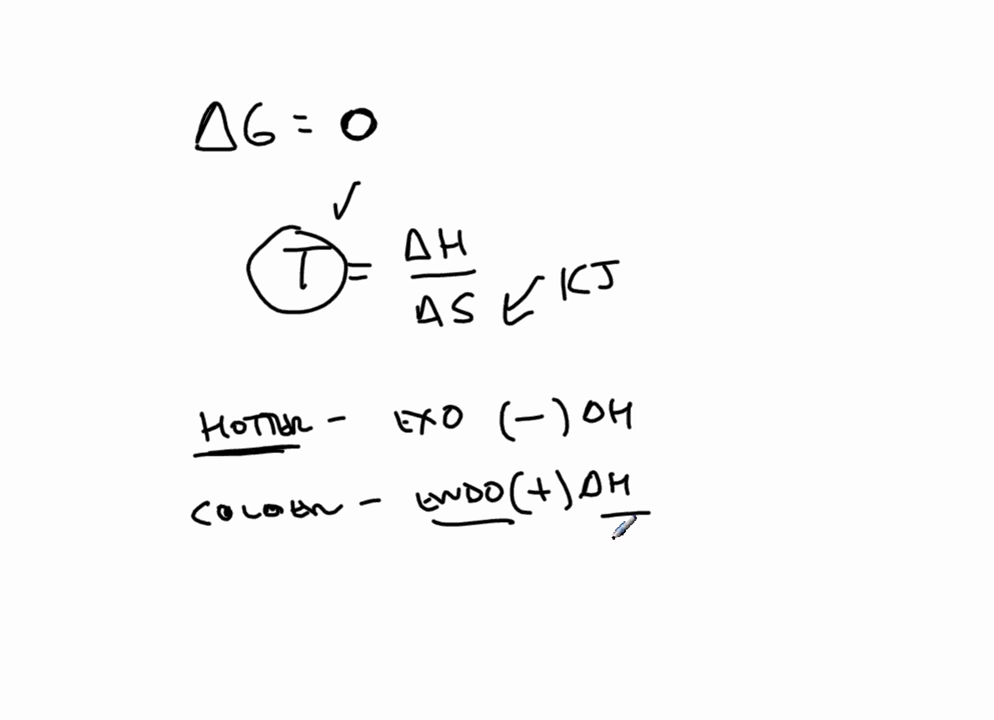 ΔG = 0
✓
T = ΔH / ΔS ↙ KJ
HOTTER - EXO (-) ΔH
COLDER - ENDO (+) ΔH